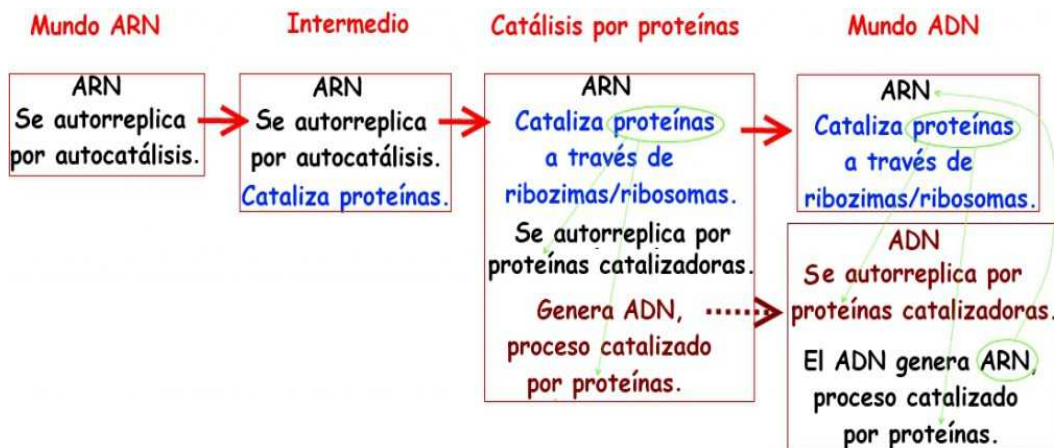 Mundo ARN
ARN
Se autorreplica
por autocatálisis.
Intermedio
ARN
Se autorreplica
por autocatálisis.
Cataliza proteínas.
Catálisis por proteínas
ARN
Cataliza proteínas
a través de
ribozimas/ribosomas.
Se autorreplica por
proteínas catalizadoras.
Genera ADN,
proceso catalizado
por proteínas.
Mundo ADN
ARN
Cataliza proteínas
a través de
ribozimas/ribosomas.
ADN
Se autorreplica por
proteínas catalizadoras.
El ADN genera ARN,
proceso catalizado
por proteínas.